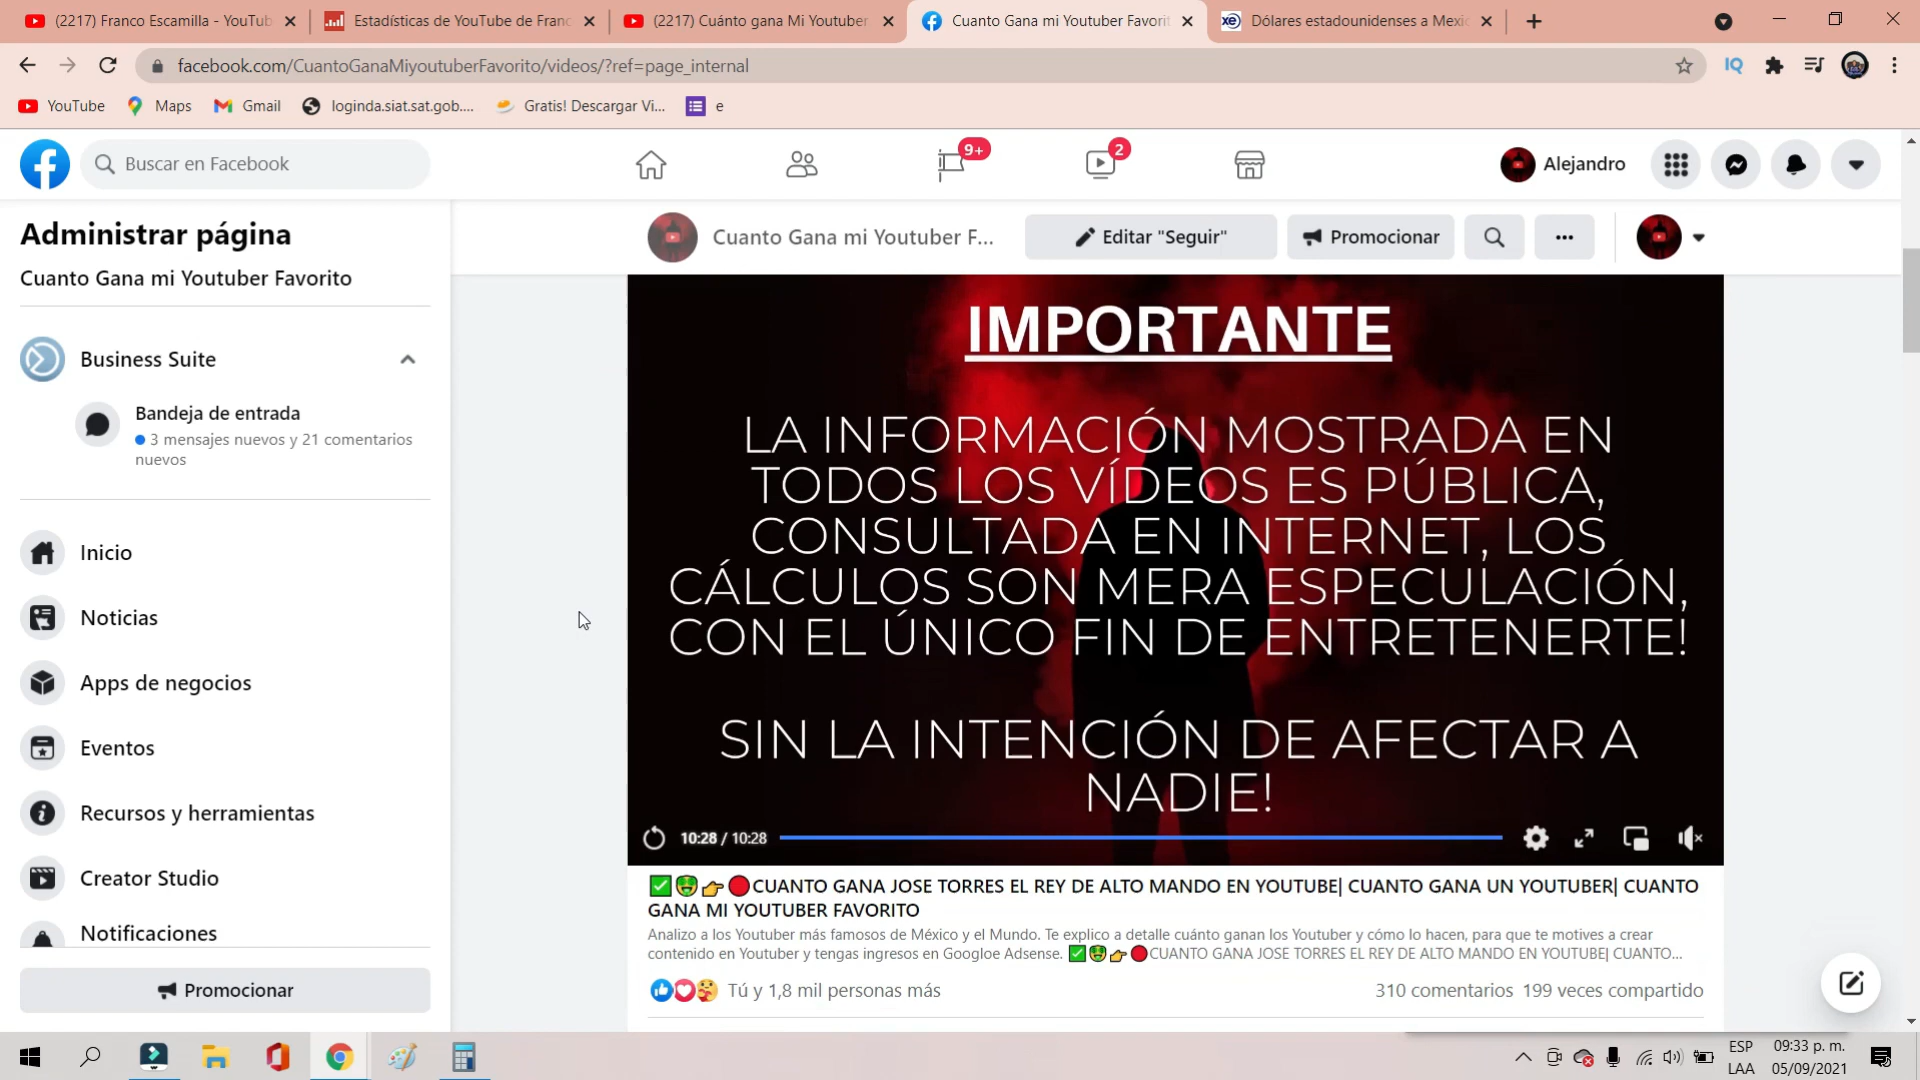 (2217) Franco Escamilla - YouTub
Estadísticas de YouTube de Franc
(2217) Cuánto gana Mi Youtuber
Cuanto Gana mi Youtuber Favorit
Dólares estadounidenses a Mexic
facebook.com/CuantoGanaMiyoutuberFavorito/videos/?ref=page_internal
YouTube
Maps
Gmail
loginda.siat.sat.gob....
Gratis! Descargar Vi...
e
Buscar en Facebook
9+
2
Alejandro
Administrar página
Cuanto Gana mi Youtuber Favorito
Cuanto Gana mi Youtuber F...
Editar "Seguir"
Promocionar
Business Suite
Bandeja de entrada
3 mensajes nuevos y 21 comentarios
nuevos
Inicio
Noticias
Apps de negocios
Eventos
Recursos y herramientas
Creator Studio
Notificaciones
Promocionar
IMPORTANTE
LA INFORMACIÓN MOSTRADA EN
TODOS LOS VÍDEOS ES PÚBLICA,
CONSULTADA EN INTERNET, LOS
CÁLCULOS SON MERA ESPECULACIÓN,
CON EL ÚNICO FIN DE ENTRETENERTE!
SIN LA INTENCIÓN DE AFECTAR A
NADIE!
10:28 / 10:28
✅🤑👉🔴CUANTO GANA JOSE TORRES EL REY DE ALTO MANDO EN YOUTUBE| CUANTO GANA UN YOUTUBER| CUANTO
GANA MI YOUTUBER FAVORITO
Analizo a los Youtuber más famosos de México y el Mundo. Te explico a detalle cuánto ganan los Youtuber y cómo lo hacen, para que te motives a crear
contenido en Youtuber y tengas ingresos en Googloe Adsense. ✅🤑👉🔴CUANTO GANA JOSE TORRES EL REY DE ALTO MANDO EN YOUTUBE| CUANTO...
Tú y 1,8 mil personas más
310 comentarios 199 veces compartido
ESP
LAA
09:33 p. m.
05/09/2021